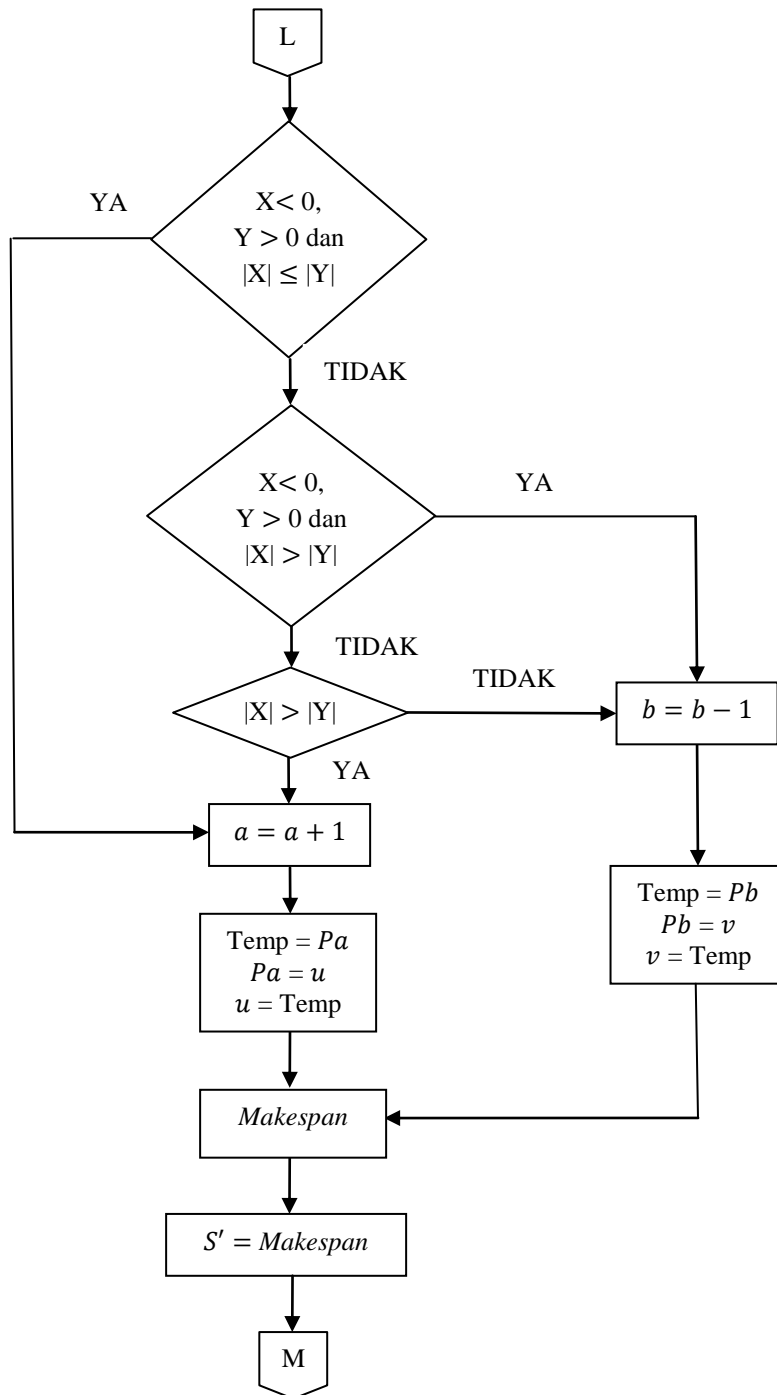 L
YA
X< 0,
Y > 0 dan
|X| ≤ |Y|
TIDAK
X< 0,
Y > 0 dan
|X| > |Y|
YA
TIDAK
|X| > |Y|
TIDAK
b = b − 1
YA
a = a + 1
Temp = Pb
Pb = v
v = Temp
Temp = Pa
Pa = u
u = Temp
Makespan
S′ = Makespan
M